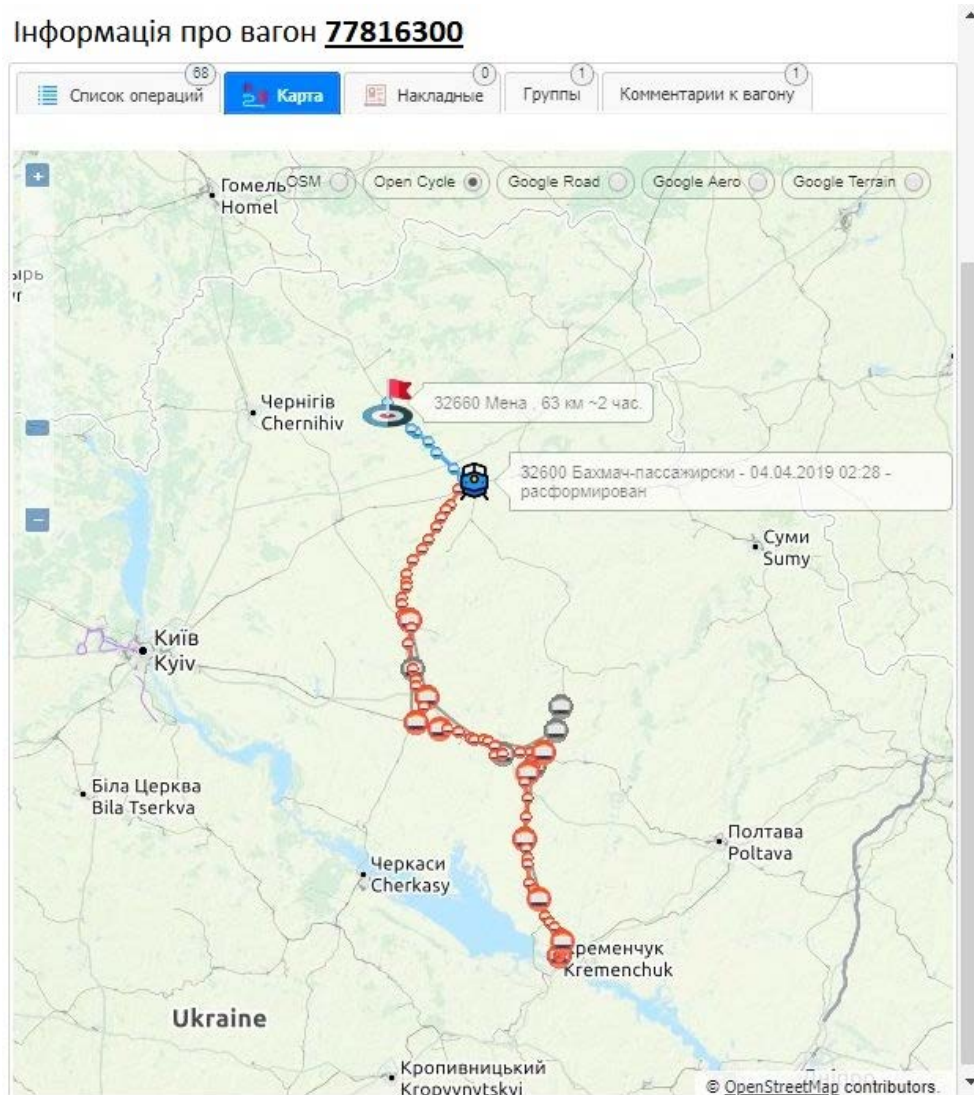 Інформація про вагон 77816300
Список операций 68
Карта
Накладные 0
Группы 1
Комментарии к вагону 1
OSM
Open Cycle
Google Road
Google Aero
Google Terrain
Гомель
Homel
Чернігів
Chernihiv
32660 Мена , 63 км ~2 час.
32600 Бахмач-пассажирски - 04.04.2019 02:28 -
расформирован
Суми
Sumy
Київ
Kyiv
Біла Церква
Bila Tserkva
Полтава
Poltava
Черкаси
Cherkasy
ременчук
Kremenchuk
Ukraine
Кропивницький
Kropyvnytskyi
© OpenStreetMap contributors.